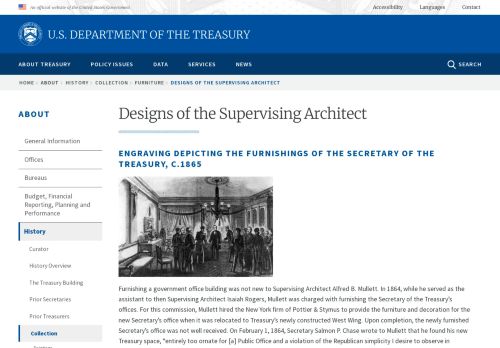 An official website of the United States Government
Accessibility Languages Contact
U.S. DEPARTMENT OF THE TREASURY
ABOUT TREASURY POLICY ISSUES DATA SERVICES NEWS SEARCH
HOME ABOUT HISTORY COLLECTION FURNITURE DESIGNS OF THE SUPERVISING ARCHITECT
ABOUT
General Information
Offices
Bureaus
Budget, Financial
Reporting, Planning and
Performance
History
Curator
History Overview
The Treasury Building
Prior Secretaries
Prior Treasurers
Collection
Designs of the Supervising Architect
ENGRAVING DEPICTING THE FURNISHINGS OF THE SECRETARY OF THE
TREASURY, C.1865
Furnishing a government office building was not new to Supervising Architect Alfred B. Mullett. In 1864, while he served as the
assistant to then Supervising Architect Isaiah Rogers, Mullett was charged with furnishing the Secretary of the Treasury's
offices. For this commission, Mullett hired the New York firm of Pottier & Stymus to provide the furniture and decoration for the
new Secretary's office when it was relocated to Treasury's newly constructed West Wing. Upon completion, the newly furnished
Secretary's office was not well received. On February 1, 1864, Secretary Salmon P. Chase wrote to Mullett that he found his new
Treasury space, "entirely too ornate for [a] Public Office and a violation of the Republican simplicity I desire to observe in